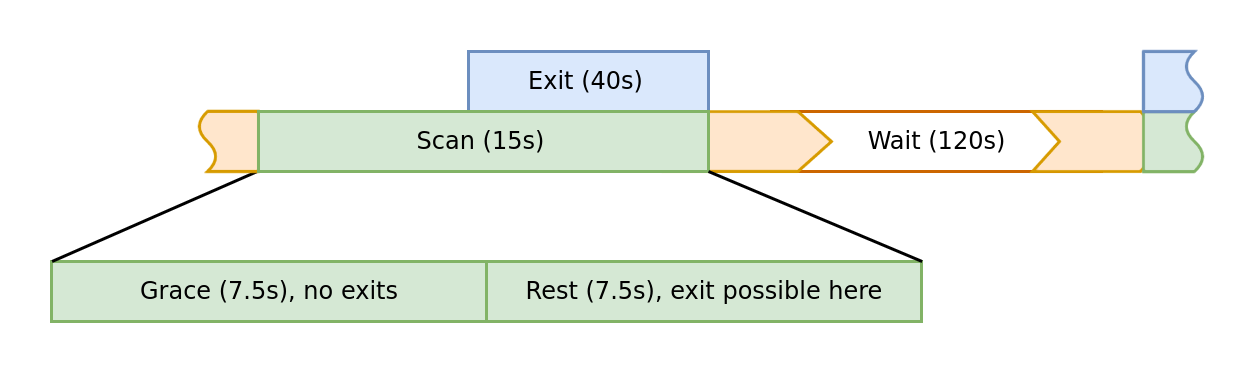 Exit (40s)
Scan (15s)
Wait (120s)
Grace (7.5s), no exits
Rest (7.5s), exit possible here